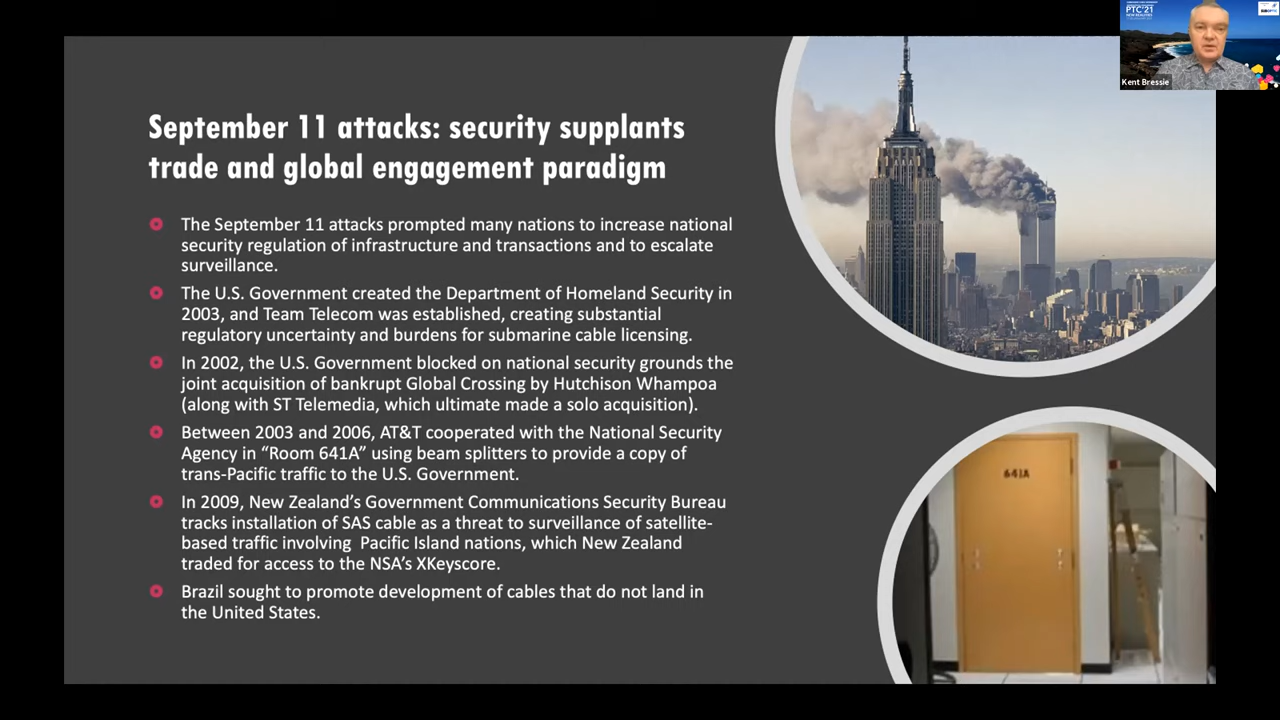 September 11 attacks: security supplants
trade and global engagement paradigm
The September 11 attacks prompted many nations to increase national
security regulation of infrastructure and transactions and to escalate
surveillance.
The U.S. Government created the Department of Homeland Security in
2003, and Team Telecom was established, creating substantial
regulatory uncertainty and burdens for submarine cable licensing.
In 2002, the U.S. Government blocked on national security grounds the
joint acquisition of bankrupt Global Crossing by Hutchison Whampoa
(along with ST Telemedia, which ultimate made a solo acquisition).
Between 2003 and 2006, AT&T cooperated with the National Security
Agency in “Room 641A” using beam splitters to provide a copy of
trans-Pacific traffic to the U.S. Government.
In 2009, New Zealand’s Government Communications Security Bureau
tracks installation of SAS cable as a threat to surveillance of satellite-
based traffic involving Pacific Island nations, which New Zealand
traded for access to the NSA’s XKeyscore.
Brazil sought to promote development of cables that do not land in
the United States.
641A
PTC'21
NEW REALITIES
Kent Bressie